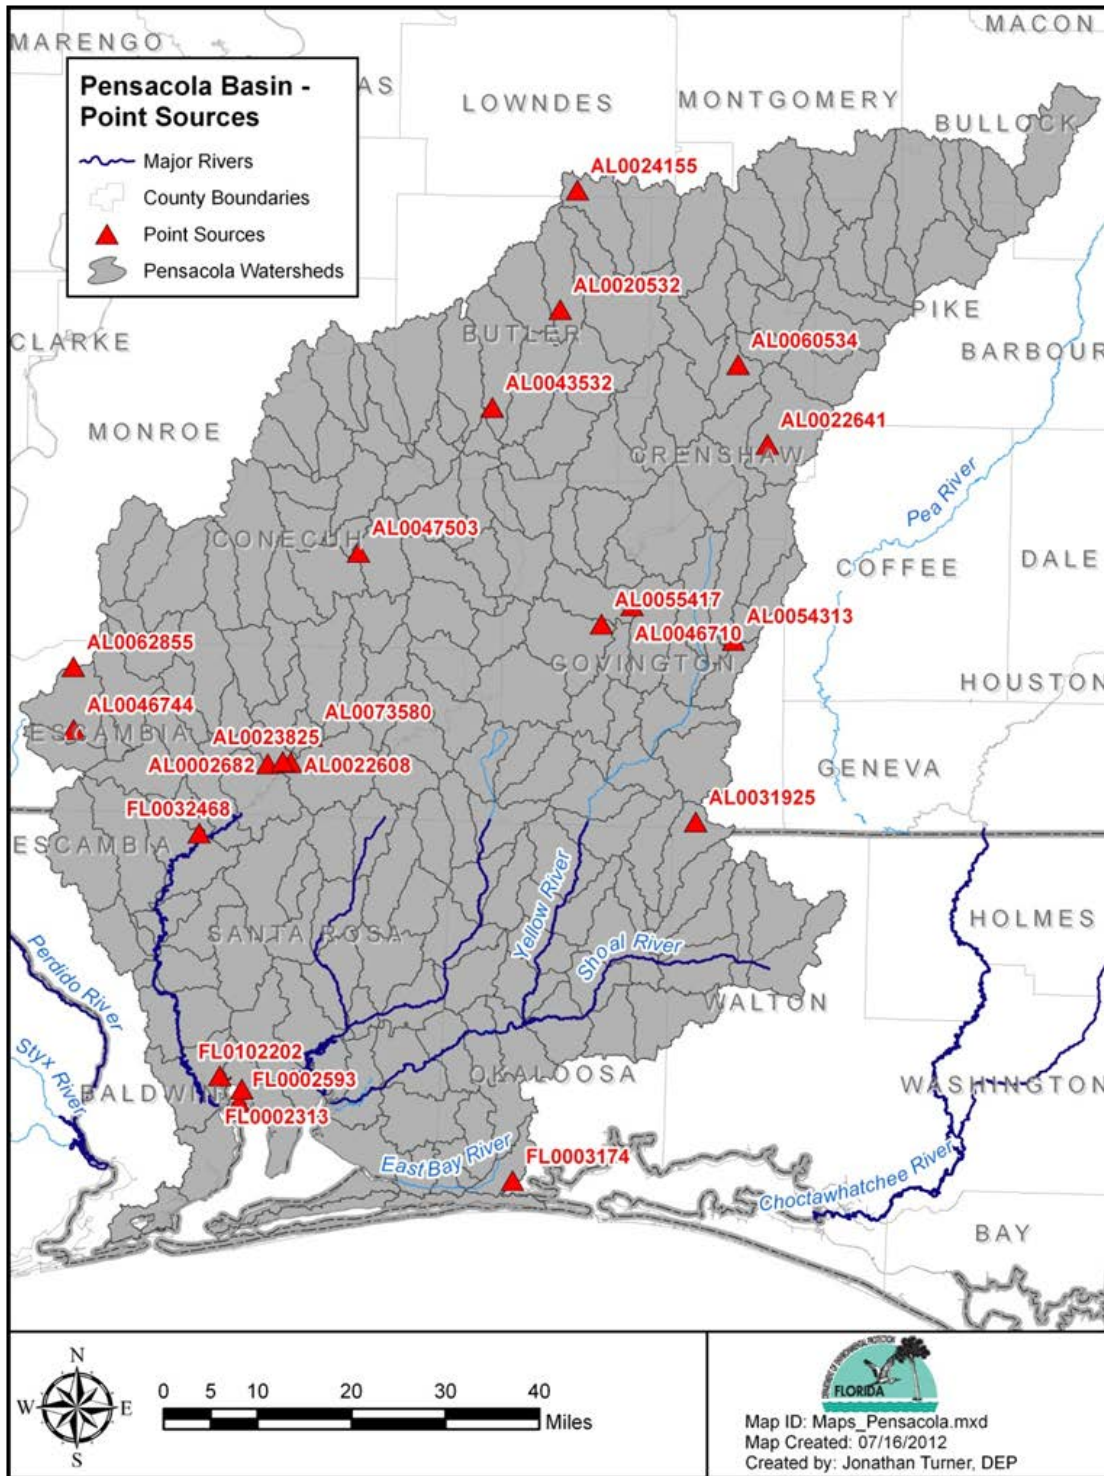 MARENGO
MACON
Pensacola Basin -
Point Sources
Major Rivers
County Boundaries
Point Sources
Pensacola Watersheds
AS
LOWNDES
MONTGOMERY
BULLOCK
AL0024155
AL0020532
BUTLER
PIKE
CLARKE
AL0060534
BARBOUR
AL0043532
MONROE
AL0022641
CRENSHAW
Pea River
AL0047503
CONECUH
COFFEE
DALE
AL0055417
AL0054313
AL0046710
COVINGTON
AL0062855
HOUSTON
AL0046744
ESCAMBIA
AL0073580
AL0023825
AL0002682
AL0022608
GENEVA
FL0032468
AL0031925
ESCAMBIA
HOLMES
SANTA ROSA
Yellow River
Shoal River
Perdido River
WALTON
Styx River
FL0102202
FL0002593
OKALOOSA
BALDWIN
WASHINGTON
FL0002313
East Bay River
FL0003174
Choctawhatchee River
BAY
N
W
E
S
0 5 10 20 30 40
Miles
DEPARTMENT OF ENVIRONMENTAL PROTECTION
FLORIDA
Map ID: Maps_Pensacola.mxd
Map Created: 07/16/2012
Created by: Jonathan Turner, DEP